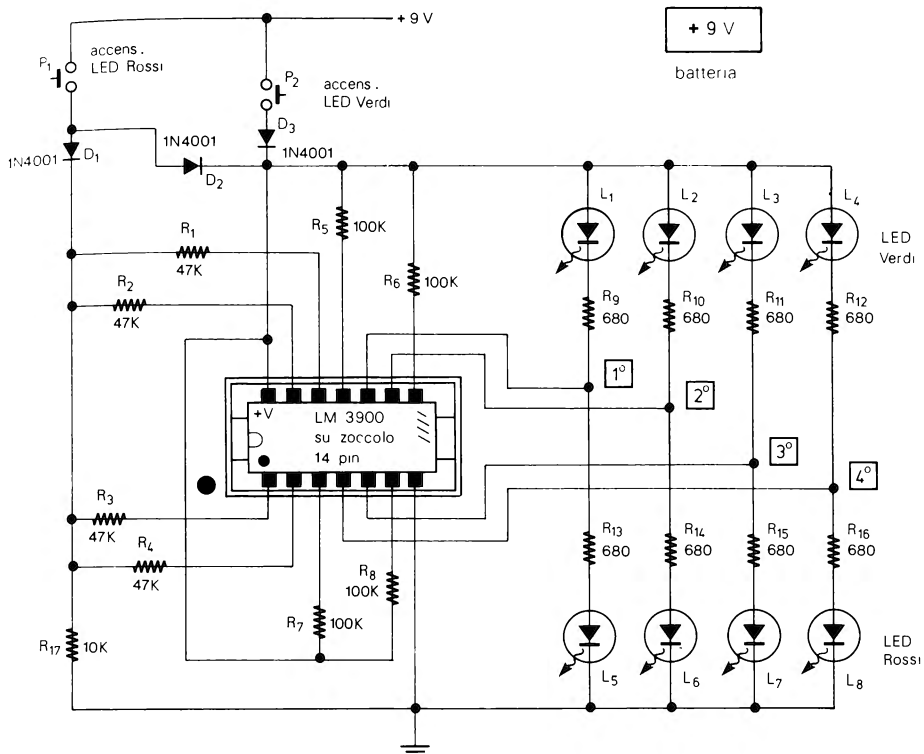 + 9 V
+ 9 V
batteria
P1
accens.
LED Rossi
P2
accens.
LED Verdi
D3
1N4001
1N4001
D1
1N4001
D2
R1
47K
R2
47K
R5
100K
R6
100K
L1
L2
L3
L4
LED
Verdi
R9
680
R10
680
R11
680
R12
680
1°
2°
3°
4°
+V
LM 3900
su zoccolo
14 pin
R3
47K
R4
47K
R17
10K
R7
100K
R8
100K
R13
680
R14
680
R15
680
R16
680
L5
L6
L7
L8
LED
Rossi